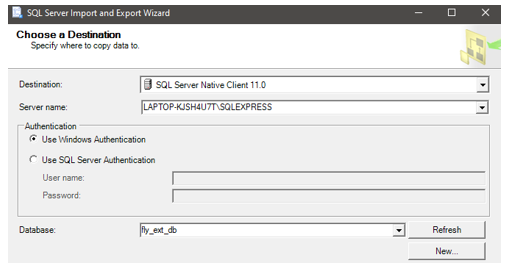 SQL Server Import and Export Wizard
Choose a Destination
Specify where to copy data to.
Destination: SQL Server Native Client 11.0
Server name: LAPTOP-KJSH4U7T\SQLEXPRESS
Authentication
Use Windows Authentication
Use SQL Server Authentication
User name:
Password:
Database: fly_ext_db Refresh
New...